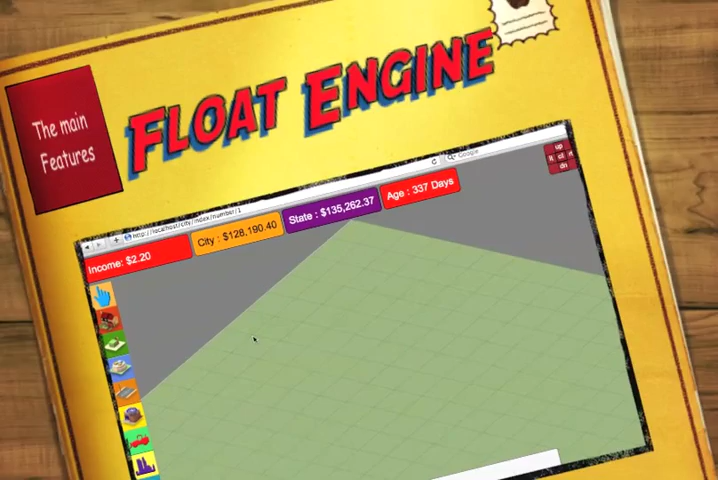 FLOAT ENGINE
The main
Features
Google
http://localhost/city/index/number/1
Income: $2.20
City : $128,190.40
State : $135,262.37
Age : 337 Days
up
dn